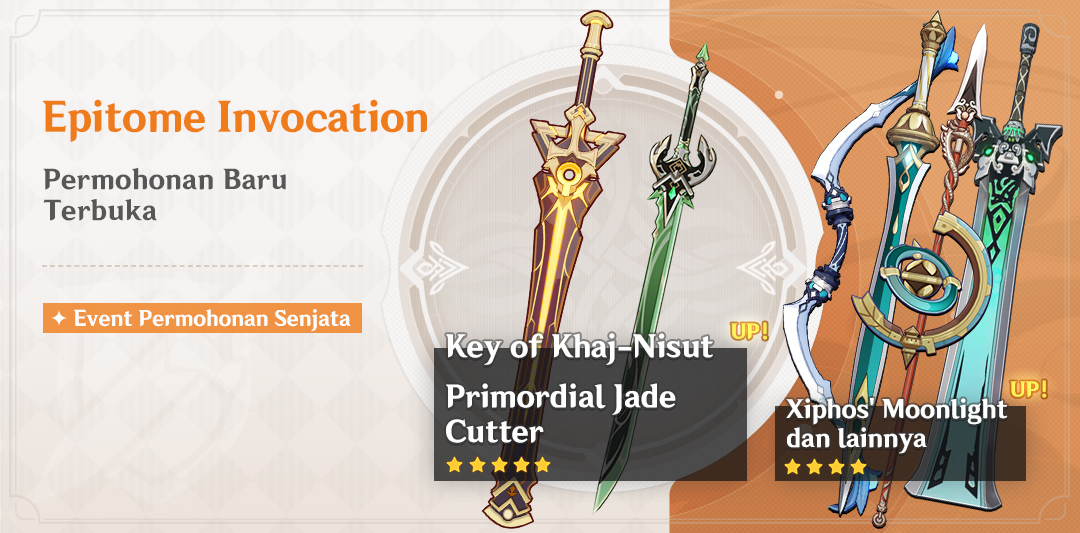 Epitome Invocation
Permohonan Baru
Terbuka
✦ Event Permohonan Senjata
UP!
Key of Khaj-Nisut
Primordial Jade
Cutter
UP!
Xiphos' Moonlight
dan lainnya